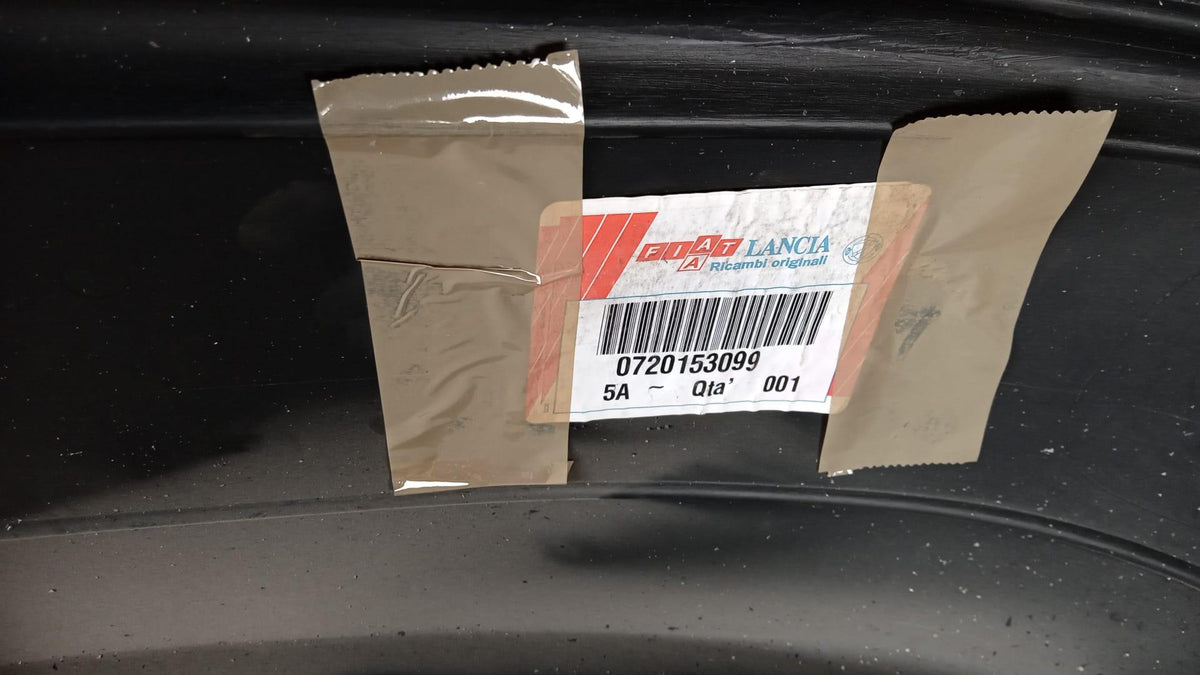 FIAT LANCIA
Ricambi originali
0720153099
5A ~ Qta' 001